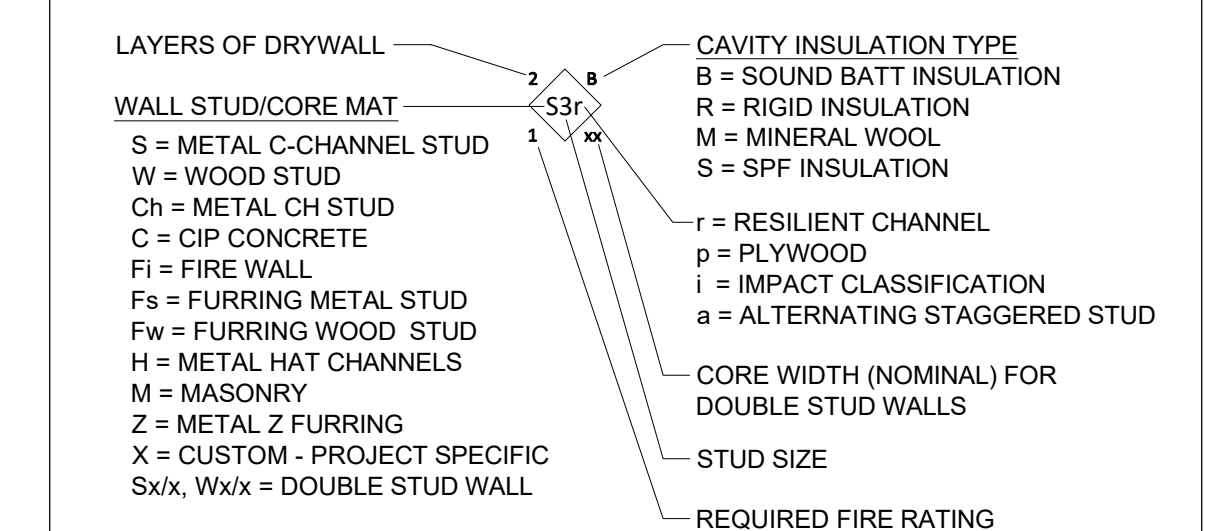 LAYERS OF DRYWALL
WALL STUD/CORE MAT
S = METAL C-CHANNEL STUD
W = WOOD STUD
Ch = METAL CH STUD
C = CIP CONCRETE
Fi = FIRE WALL
Fs = FURRING METAL STUD
Fw = FURRING WOOD STUD
H = METAL HAT CHANNELS
M = MASONRY
Z = METAL Z FURRING
X = CUSTOM - PROJECT SPECIFIC
Sx/x, Wx/x = DOUBLE STUD WALL
2 B
S3r
1 xx
CAVITY INSULATION TYPE
B = SOUND BATT INSULATION
R = RIGID INSULATION
M = MINERAL WOOL
S = SPF INSULATION
r = RESILIENT CHANNEL
p = PLYWOOD
i = IMPACT CLASSIFICATION
a = ALTERNATING STAGGERED STUD
CORE WIDTH (NOMINAL) FOR
DOUBLE STUD WALLS
STUD SIZE
REQUIRED FIRE RATING